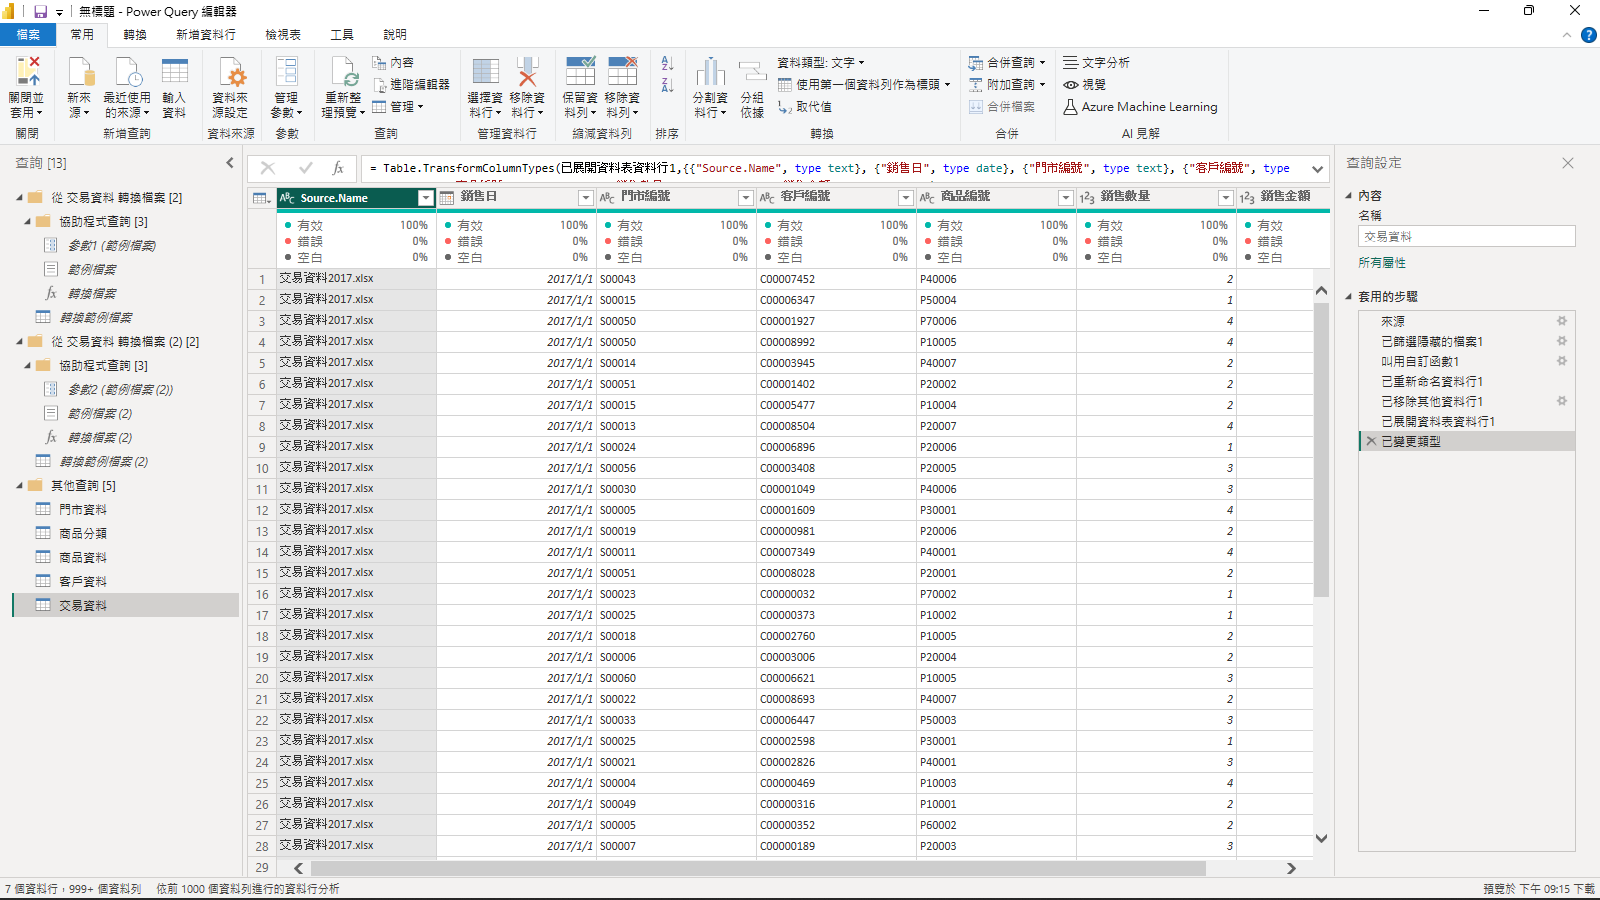 無標題 - Power Query 編輯器
檔案 常用 轉換 新增資料行 檢視表 工具 說明
關閉並套用 新來源 最近使用的來源 輸入資料 資料來源設定 管理參數 重新整理預覽 內容 進階編輯器 管理 選擇資料行 移除資料行 保留資料列 移除資料列 分割資料行 分組依據 資料類型: 文字 使用第一個資料列作為標頭 取代值 合併查詢 附加查詢 合併檔案 文字分析 視覺 Azure Machine Learning
關閉 新增查詢 資料來源 參數 查詢 管理資料行 縮減資料列 排序 轉換 合併 AI 見解
查詢 [13]
從 交易資料 轉換檔案 [2]
協助程式查詢 [3]
參數1 (範例檔案)
範例檔案
轉換檔案
轉換範例檔案
從 交易資料 轉換檔案 (2) [2]
協助程式查詢 [3]
參數2 (範例檔案 (2))
範例檔案 (2)
轉換檔案 (2)
轉換範例檔案 (2)
其他查詢 [5]
門市資料
商品分類
商品資料
客戶資料
交易資料
= Table.TransformColumnTypes(已展開資料表資料行1,{{"Source.Name", type text}, {"銷售日", type date}, {"門市編號", type text}, {"客戶編號", type
Source.Name 銷售日 門市編號 客戶編號 商品編號 銷售數量 銷售金額
有效 100% 有效 100% 有效 100% 有效 100% 有效 100% 有效 100% 有效
錯誤 0% 錯誤 0% 錯誤 0% 錯誤 0% 錯誤 0% 錯誤 0% 錯誤
空白 0% 空白 0% 空白 0% 空白 0% 空白 0% 空白 0% 空白
1 交易資料2017.xlsx 2017/1/1 S00043 C00007452 P40006 2
2 交易資料2017.xlsx 2017/1/1 S00015 C00006347 P50004 1
3 交易資料2017.xlsx 2017/1/1 S00050 C00001927 P70006 4
4 交易資料2017.xlsx 2017/1/1 S00050 C00008992 P10005 4
5 交易資料2017.xlsx 2017/1/1 S00014 C00003945 P40007 2
6 交易資料2017.xlsx 2017/1/1 S00051 C00001402 P20002 2
7 交易資料2017.xlsx 2017/1/1 S00015 C00005477 P10004 2
8 交易資料2017.xlsx 2017/1/1 S00013 C00008504 P20007 4
9 交易資料2017.xlsx 2017/1/1 S00024 C00006896 P20006 1
10 交易資料2017.xlsx 2017/1/1 S00056 C00003408 P20005 3
11 交易資料2017.xlsx 2017/1/1 S00030 C00001049 P40006 3
12 交易資料2017.xlsx 2017/1/1 S00005 C00001609 P30001 4
13 交易資料2017.xlsx 2017/1/1 S00019 C00000981 P20006 2
14 交易資料2017.xlsx 2017/1/1 S00011 C00007349 P40001 4
15 交易資料2017.xlsx 2017/1/1 S00051 C00008028 P20001 2
16 交易資料2017.xlsx 2017/1/1 S00023 C00000032 P70002 1
17 交易資料2017.xlsx 2017/1/1 S00025 C00000373 P10002 1
18 交易資料2017.xlsx 2017/1/1 S00018 C00002760 P10005 2
19 交易資料2017.xlsx 2017/1/1 S00006 C00003006 P20004 2
20 交易資料2017.xlsx 2017/1/1 S00060 C00006621 P10005 3
21 交易資料2017.xlsx 2017/1/1 S00022 C00008693 P40007 2
22 交易資料2017.xlsx 2017/1/1 S00033 C00006447 P50003 3
23 交易資料2017.xlsx 2017/1/1 S00025 C00002598 P30001 1
24 交易資料2017.xlsx 2017/1/1 S00021 C00002826 P40001 3
25 交易資料2017.xlsx 2017/1/1 S00004 C00000469 P10003 4
26 交易資料2017.xlsx 2017/1/1 S00049 C00000316 P10001 2
27 交易資料2017.xlsx 2017/1/1 S00005 C00000352 P60002 2
28 交易資料2017.xlsx 2017/1/1 S00007 C00000189 P20003 3
29
查詢設定
內容
名稱
交易資料
所有屬性
套用的步驟
來源
已篩選隱藏的檔案1
叫用自訂函數1
已重新命名資料行1
已移除其他資料行1
已展開資料表資料行1
已變更類型
7 個資料行，999+ 個資料列 依前 1000 個資料列進行的資料行分析
預覽於 下午 09:15 下載